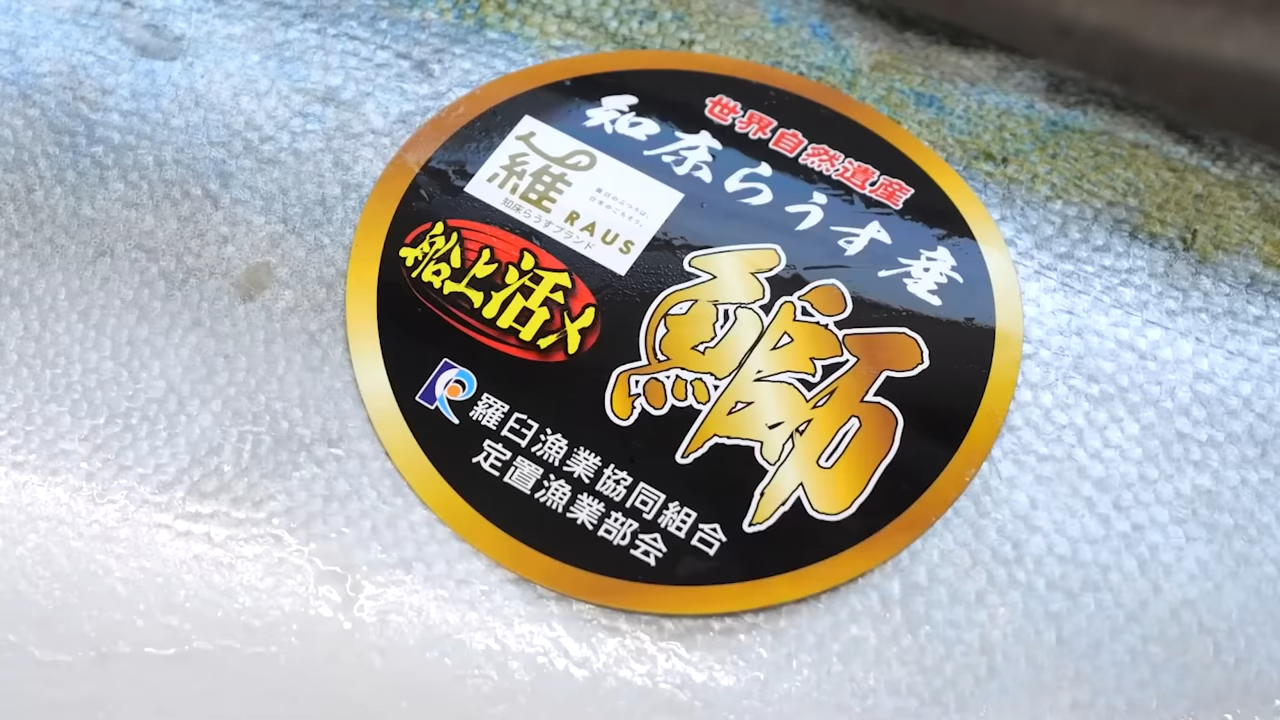 世界自然遺産
知床らうす産
羅
RAUS
知床らうすブランド
船上活〆
鰤
羅臼漁業協同組合
定置漁業部会